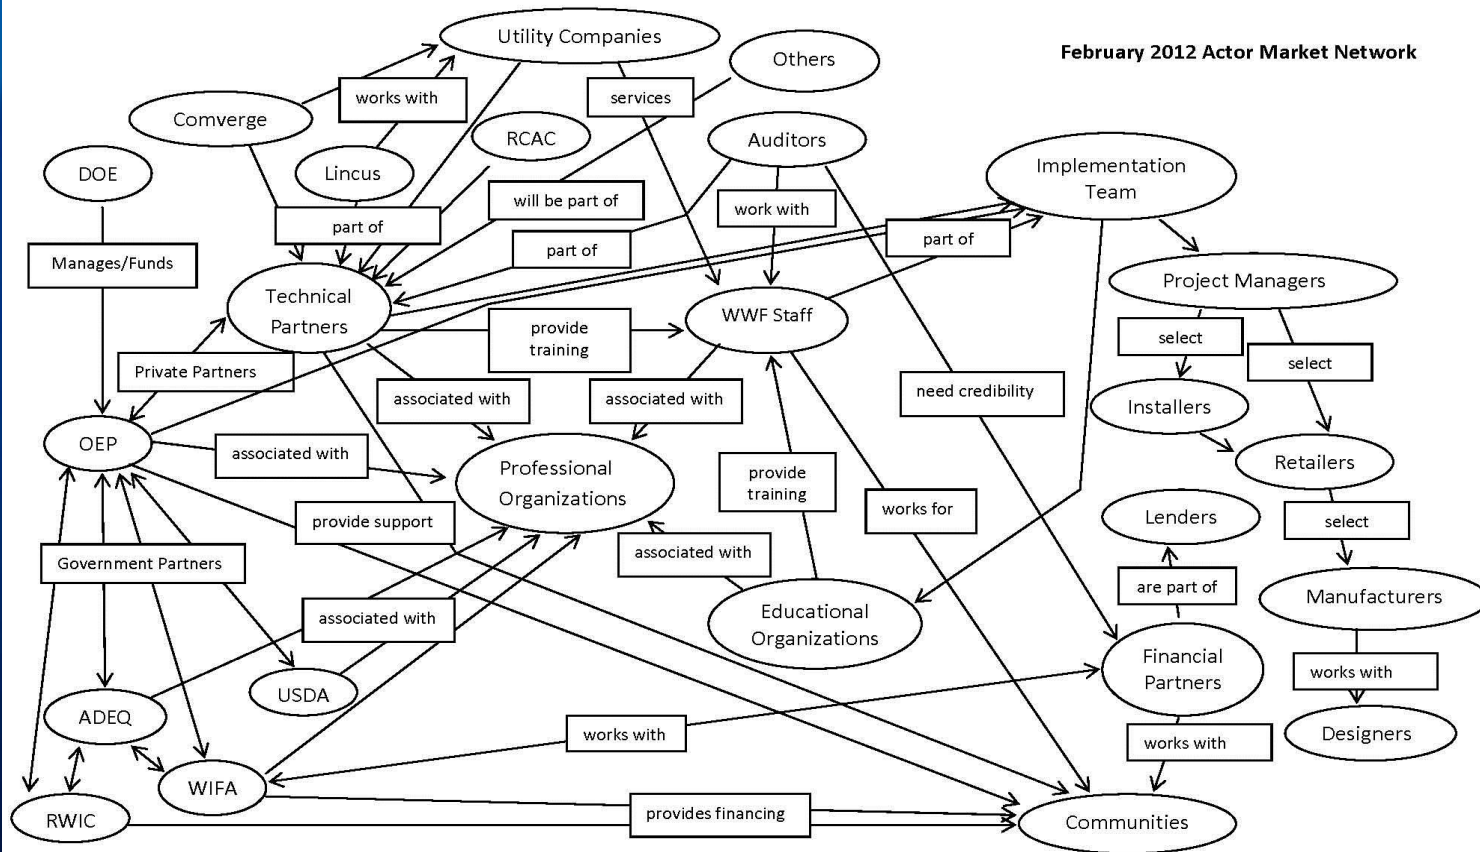 Utility Companies
Others
February 2012 Actor Market Network
works with
services
Comverge
RCAC
Auditors
DOE
Lincus
Implementation
Team
will be part of
work with
part of
part of
part of
Manages/Funds
Project Managers
Technical
Partners
WWF Staff
provide
training
select
select
Private Partners
associated with
associated with
need credibility
Installers
OEP
associated with
Professional
Organizations
Retailers
provide
training
provide support
works for
Lenders
select
associated with
Government Partners
are part of
Manufacturers
associated with
Educational
Organizations
Financial
Partners
works with
USDA
ADEQ
works with
works with
Designers
WIFA
RWIC
provides financing
Communities